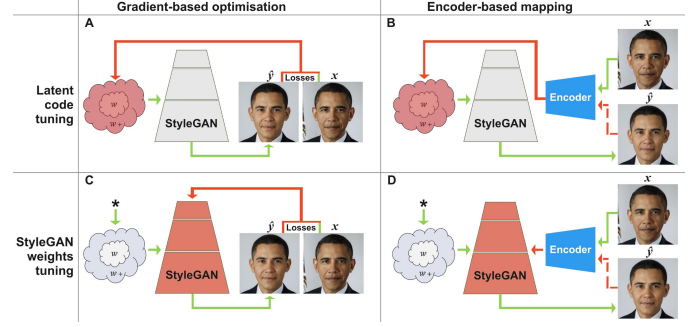 Gradient-based optimisation
Encoder-based mapping
Latent
code
tuning
A
w
w+
StyleGAN
ŷ
Losses
x
B
w
w+
StyleGAN
Encoder
x
ŷ
StyleGAN
weights
tuning
C
*
w
w+
StyleGAN
ŷ
Losses
x
D
*
w
w+
StyleGAN
Encoder
x
ŷ